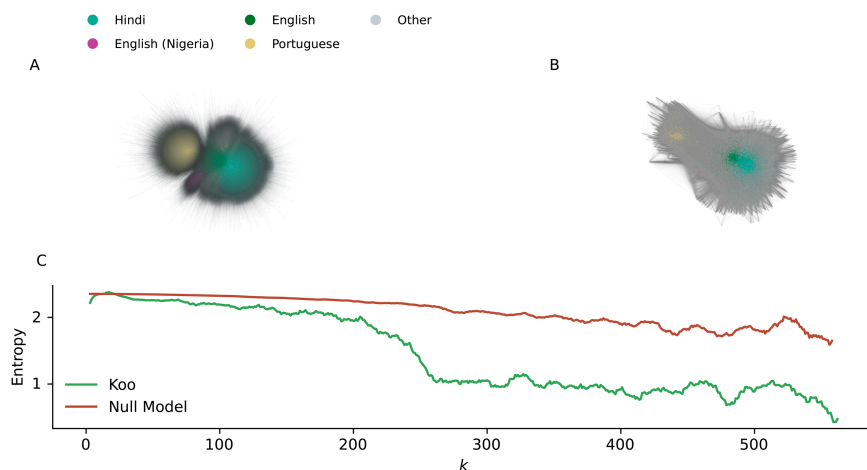 Hindi English Other
English (Nigeria) Portuguese
A B
C
Entropy
2
1
Koo
Null Model
0 100 200 300 400 500
k